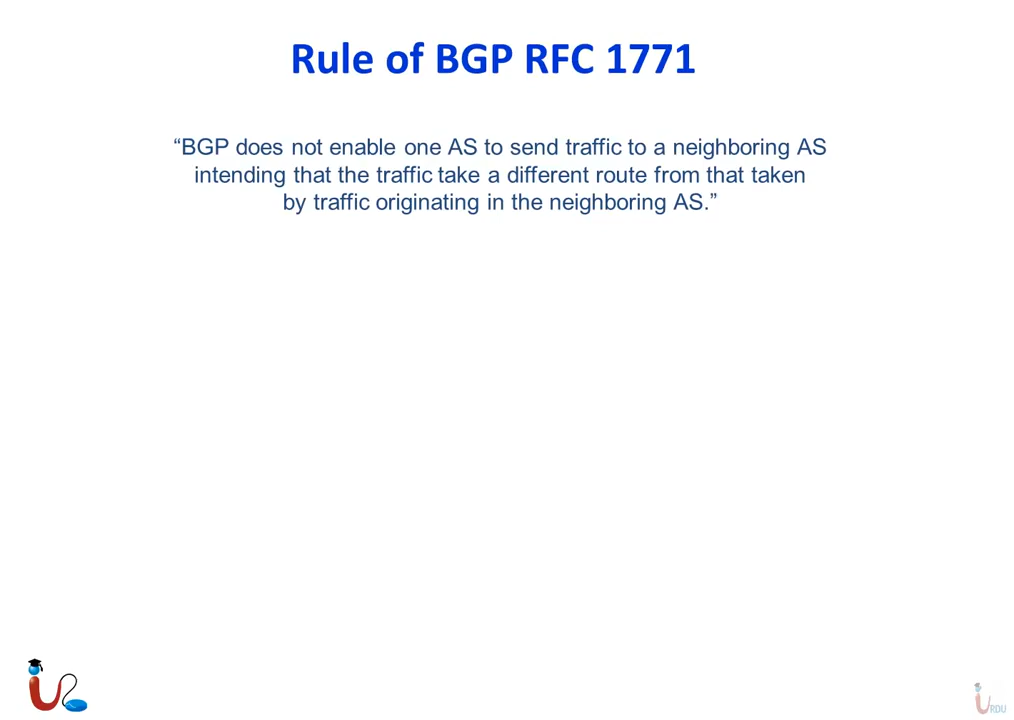 Rule of BGP RFC 1771
“BGP does not enable one AS to send traffic to a neighboring AS
intending that the traffic take a different route from that taken
by traffic originating in the neighboring AS.”
URDU